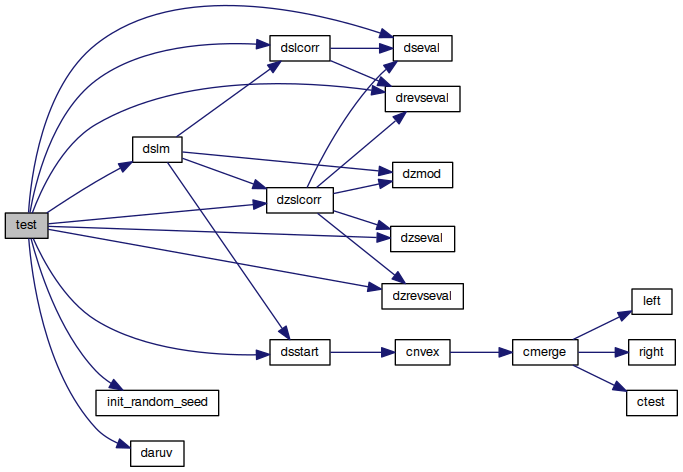 dslcorr
dseval
drevseval
dslm
dzmod
dzslcorr
test
dzseval
dzrevseval
left
dsstart
cnvex
cmerge
right
init_random_seed
ctest
daruv